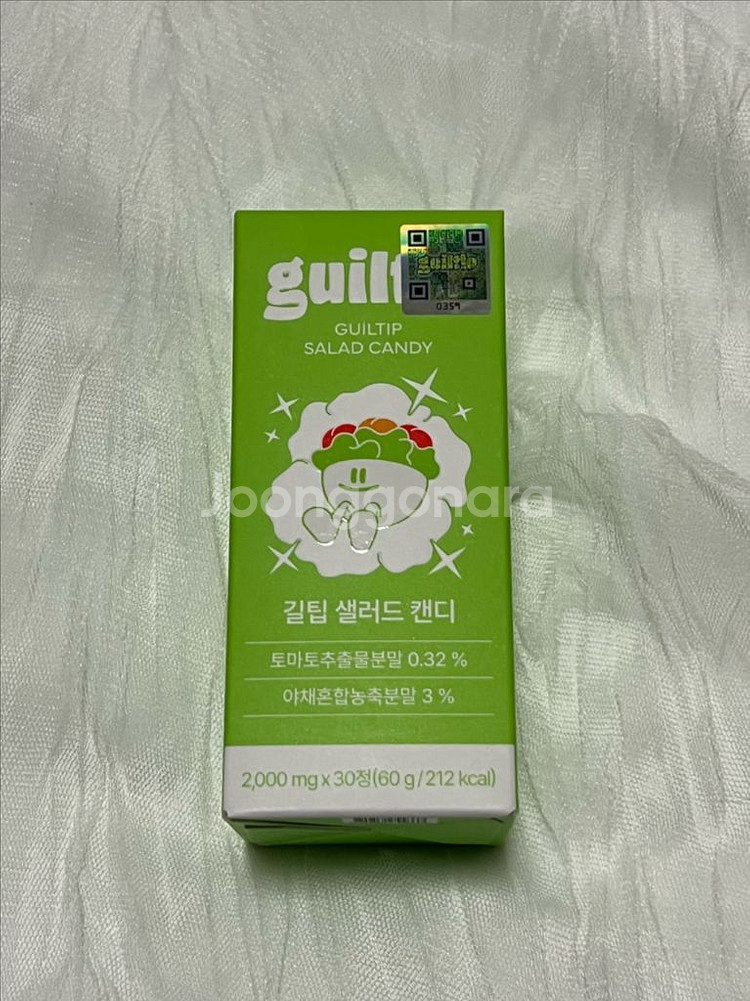 guilt
0359
GUILTIP
SALAD CANDY
Joonggonara
길팁 샐러드 캔디
토마토추출물분말 0.32 %
야채혼합농축분말 3 %
2,000 mg x 30정(60 g/212 kcal)